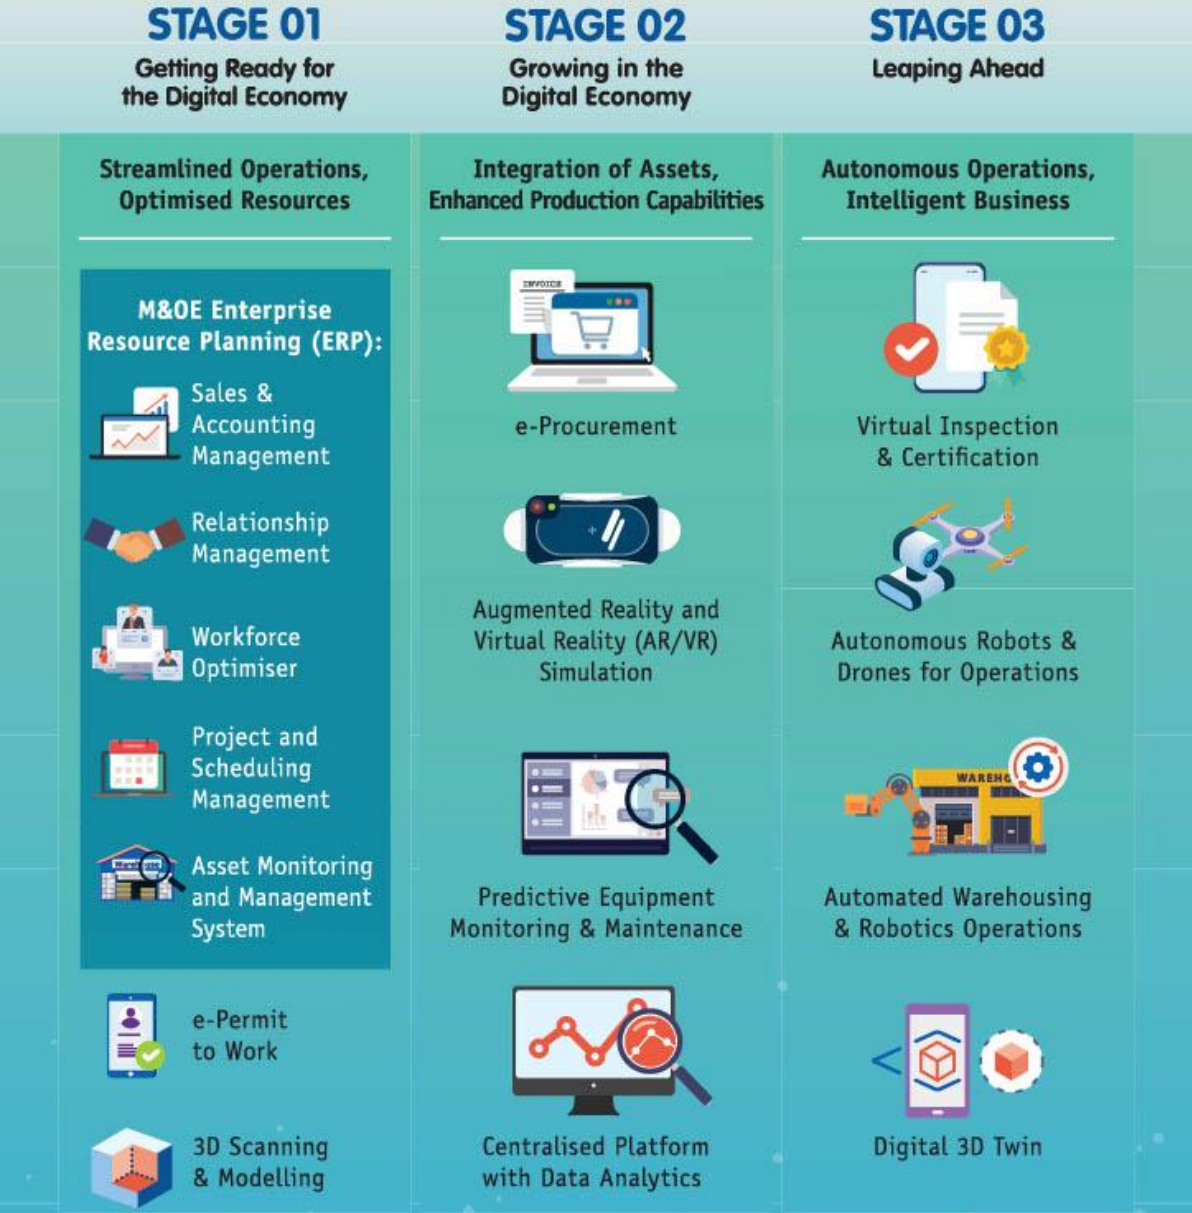 STAGE 01
Getting Ready for
the Digital Economy
Streamlined Operations,
Optimised Resources
M&OE Enterprise
Resource Planning (ERP):
Sales &
Accounting
Management
Relationship
Management
Workforce
Optimiser
Project and
Scheduling
Management
Asset Monitoring
and Management
System
e-Permit
to Work
3D Scanning
& Modelling
STAGE 02
Growing in the
Digital Economy
Integration of Assets,
Enhanced Production Capabilities
INVOICE
e-Procurement
Augmented Reality and
Virtual Reality (AR/VR)
Simulation
Predictive Equipment
Monitoring & Maintenance
Centralised Platform
with Data Analytics
STAGE 03
Leaping Ahead
Autonomous Operations,
Intelligent Business
Virtual Inspection
& Certification
Autonomous Robots &
Drones for Operations
WAREHO
Automated Warehousing
& Robotics Operations
Digital 3D Twin